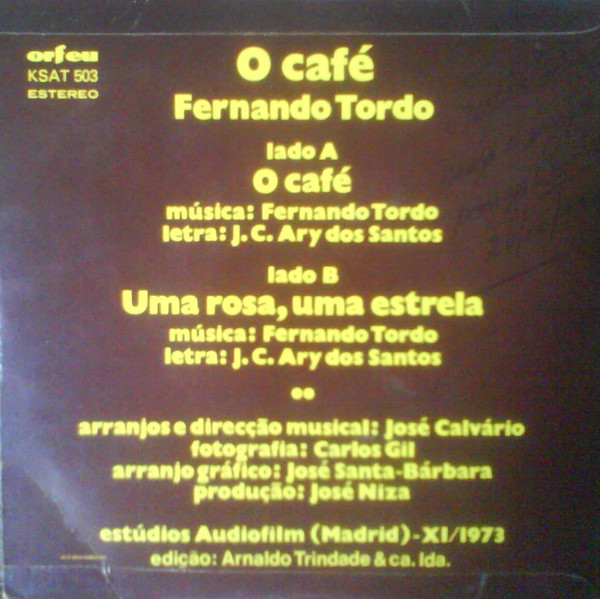 orfeu
KSAT 503
ESTEREO
O café
Fernando Tordo
lado A
O café
música: Fernando Tordo
letra: J. C. Ary dos Santos
lado B
Uma rosa, uma estrela
música: Fernando Tordo
letra: J. C. Ary dos Santos
arranjos e direcção musical: José Calvário
fotografia: Carlos Gil
arranjo gráfico: José Santa-Bárbara
produção: José Niza
estúdios Audiofilm (Madrid)-XI/1973
edição: Arnaldo Trindade & ca. lda.